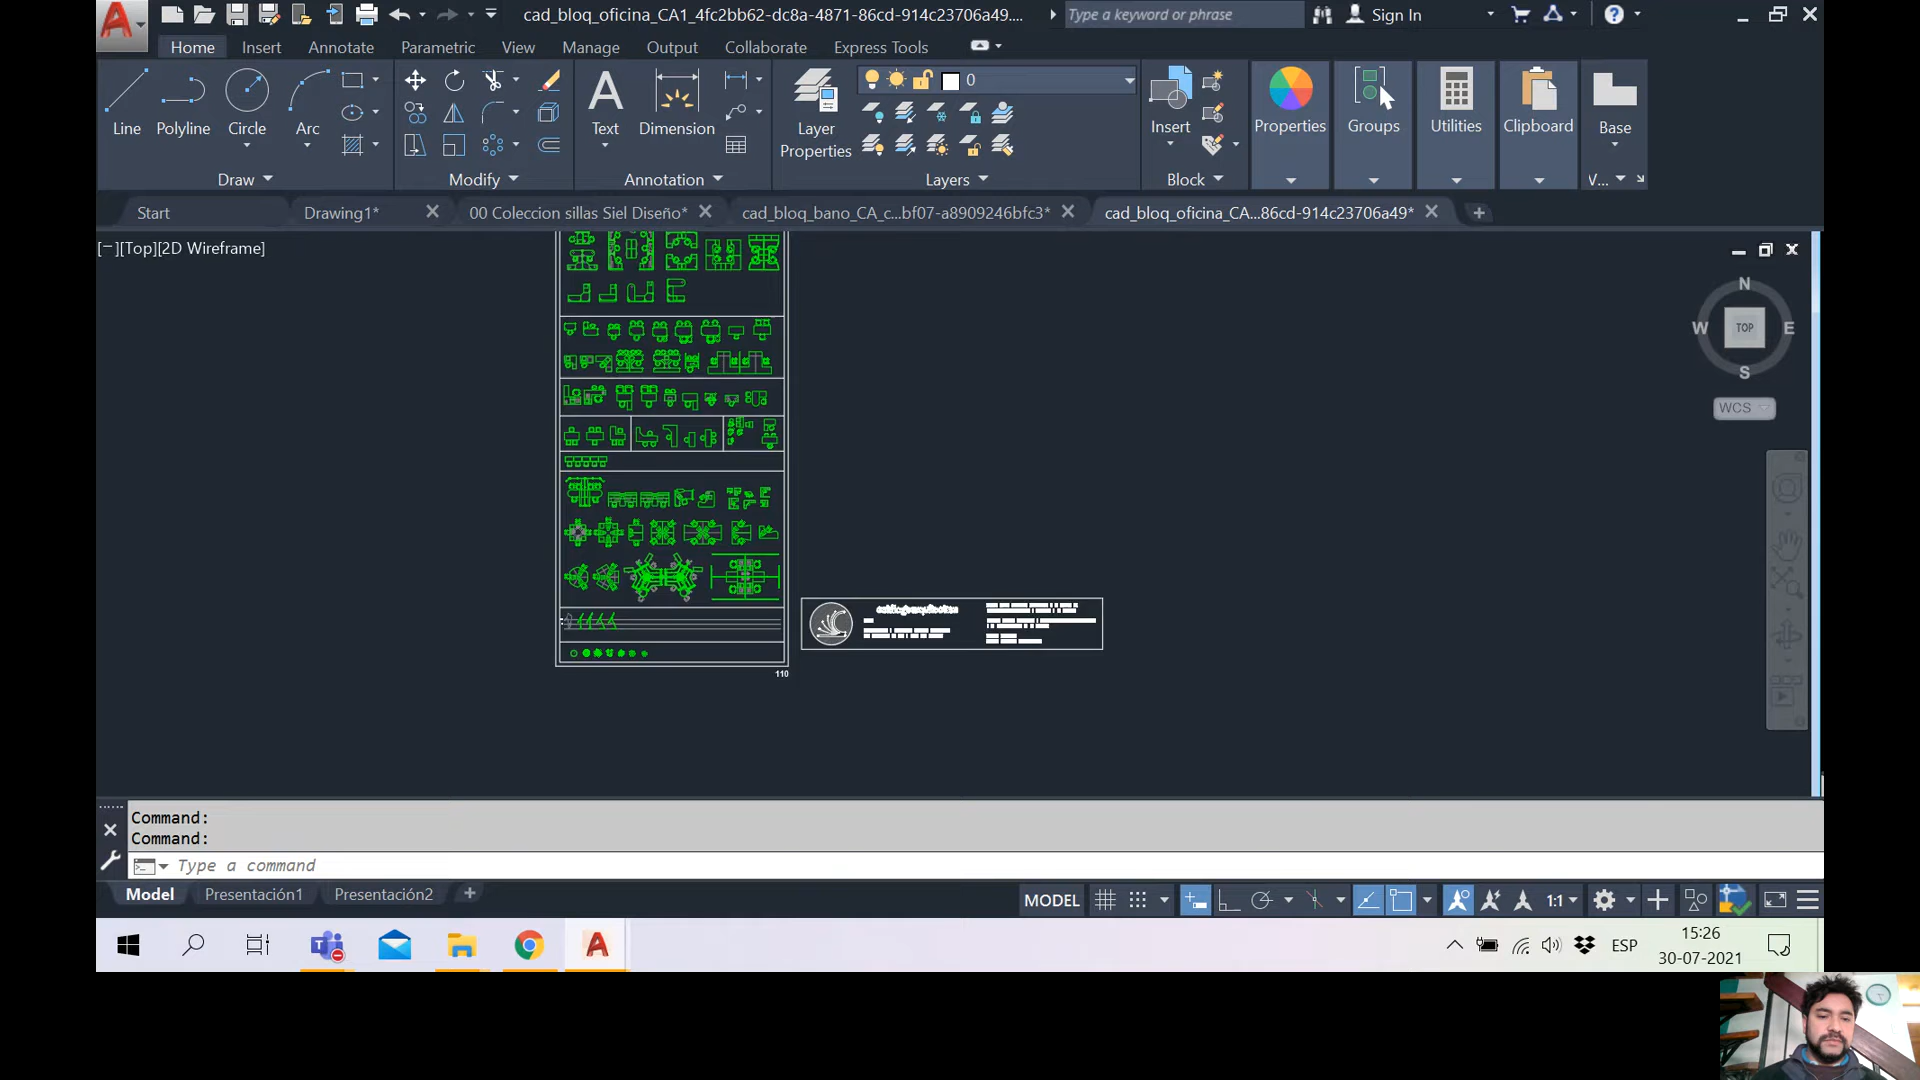 cad_bloq_oficina_CA1_4fc2bb62-dc8a-4871-86cd-914c23706a49....
Type a keyword or phrase
Sign In
Home Insert Annotate Parametric View Manage Output Collaborate Express Tools
0
Line Polyline Circle Arc Text Dimension Layer Properties Insert Properties Groups Utilities Clipboard Base
Draw Modify Annotation Layers Block V...
Start Drawing1* 00 Coleccion sillas Siel Diseño* cad_bloq_bano_CA_c...bf07-a8909246bfc3* cad_bloq_oficina_CA...86cd-914c23706a49*
[−][Top][2D Wireframe]
N
W TOP E
S
WCS
110
Command:
Command:
Type a command
Model Presentación1 Presentación2
MODEL 1:1
ESP
15:26
30-07-2021